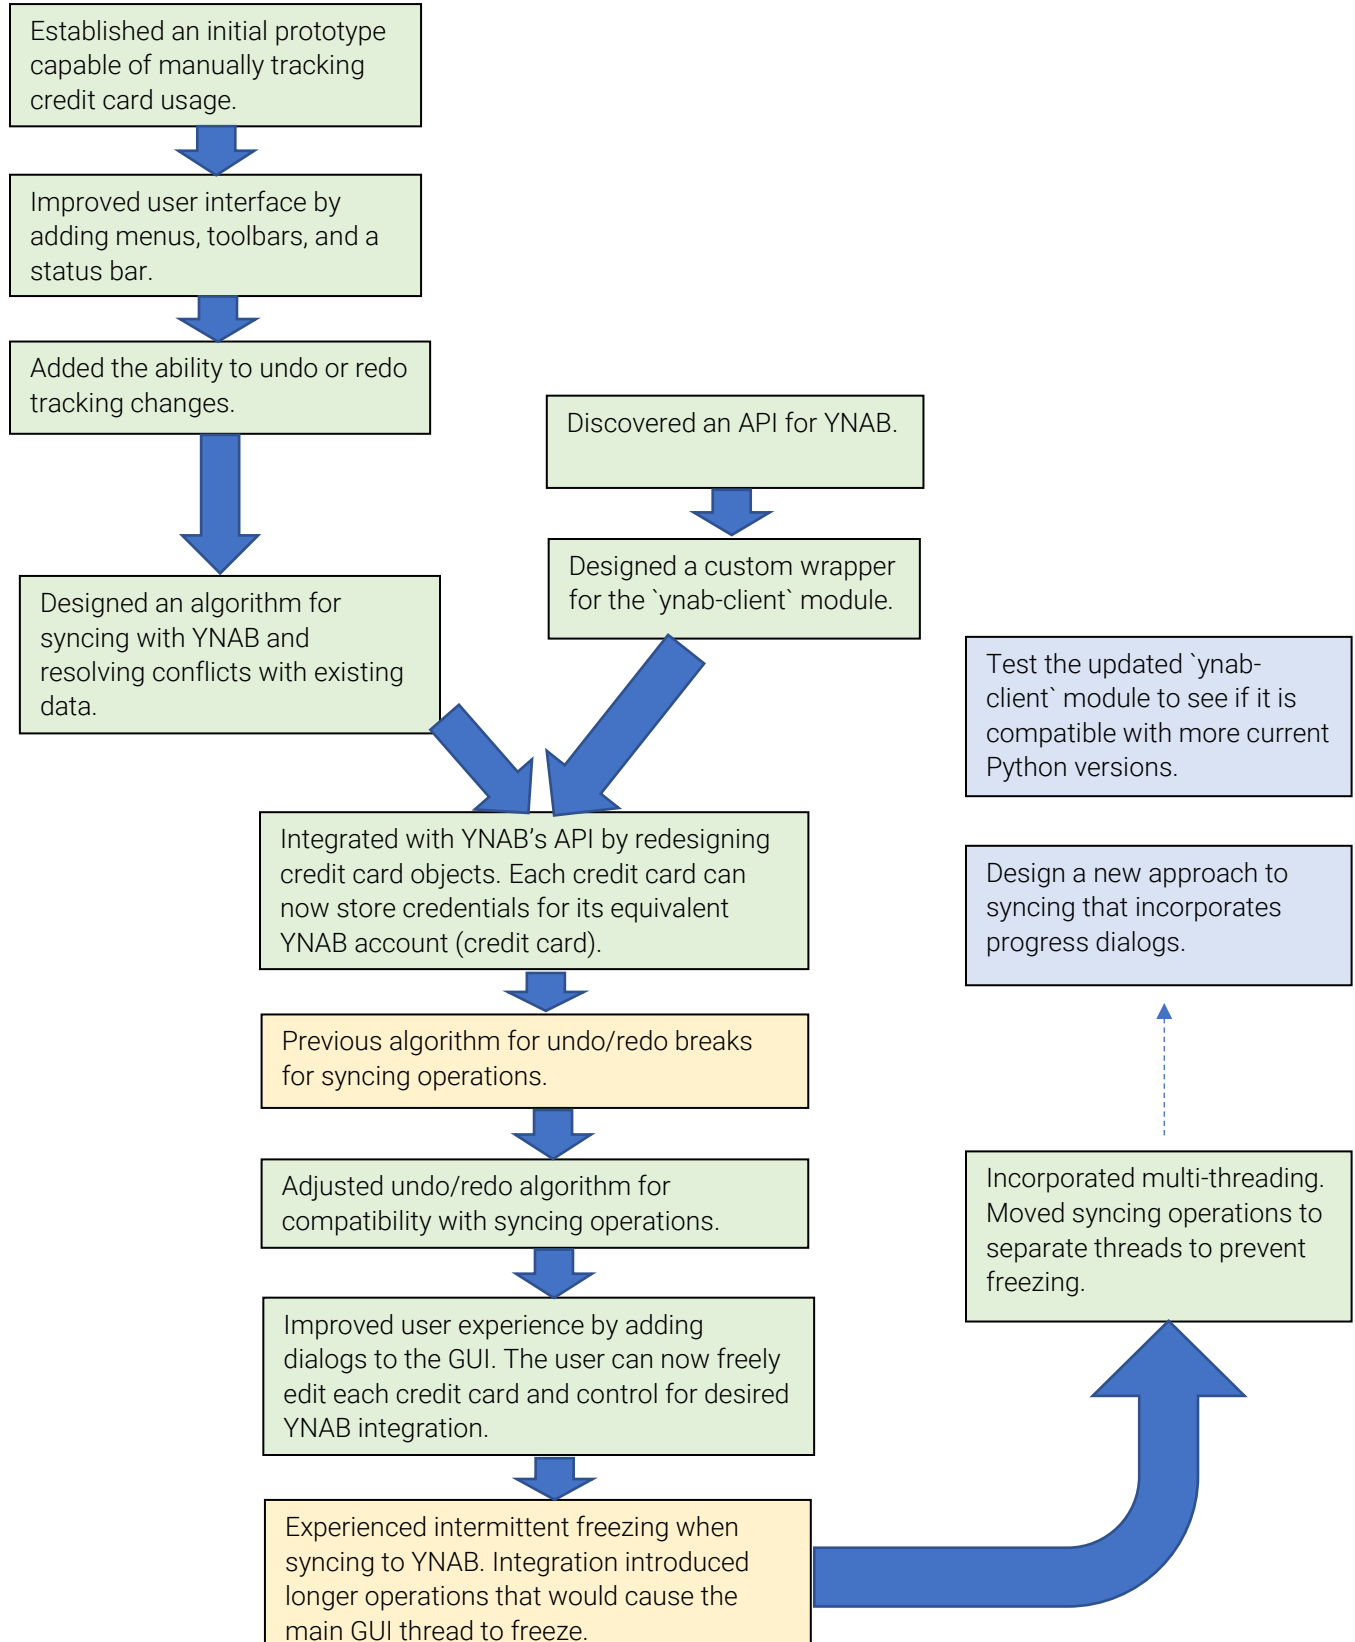 Established an initial prototype
capable of manually tracking
credit card usage.
Improved user interface by
adding menus, toolbars, and a
status bar.
Added the ability to undo or redo
tracking changes.
Discovered an API for YNAB.
Designed a custom wrapper
for the `ynab-client` module.
Designed an algorithm for
syncing with YNAB and
resolving conflicts with existing
data.
Integrated with YNAB’s API by redesigning
credit card objects. Each credit card can
now store credentials for its equivalent
YNAB account (credit card).
Previous algorithm for undo/redo breaks
for syncing operations.
Adjusted undo/redo algorithm for
compatibility with syncing operations.
Improved user experience by adding
dialogs to the GUI. The user can now freely
edit each credit card and control for desired
YNAB integration.
Experienced intermittent freezing when
syncing to YNAB. Integration introduced
longer operations that would cause the
main GUI thread to freeze.
Incorporated multi-threading.
Moved syncing operations to
separate threads to prevent
freezing.
Design a new approach to
syncing that incorporates
progress dialogs.
Test the updated `ynab-
client` module to see if it is
compatible with more current
Python versions.